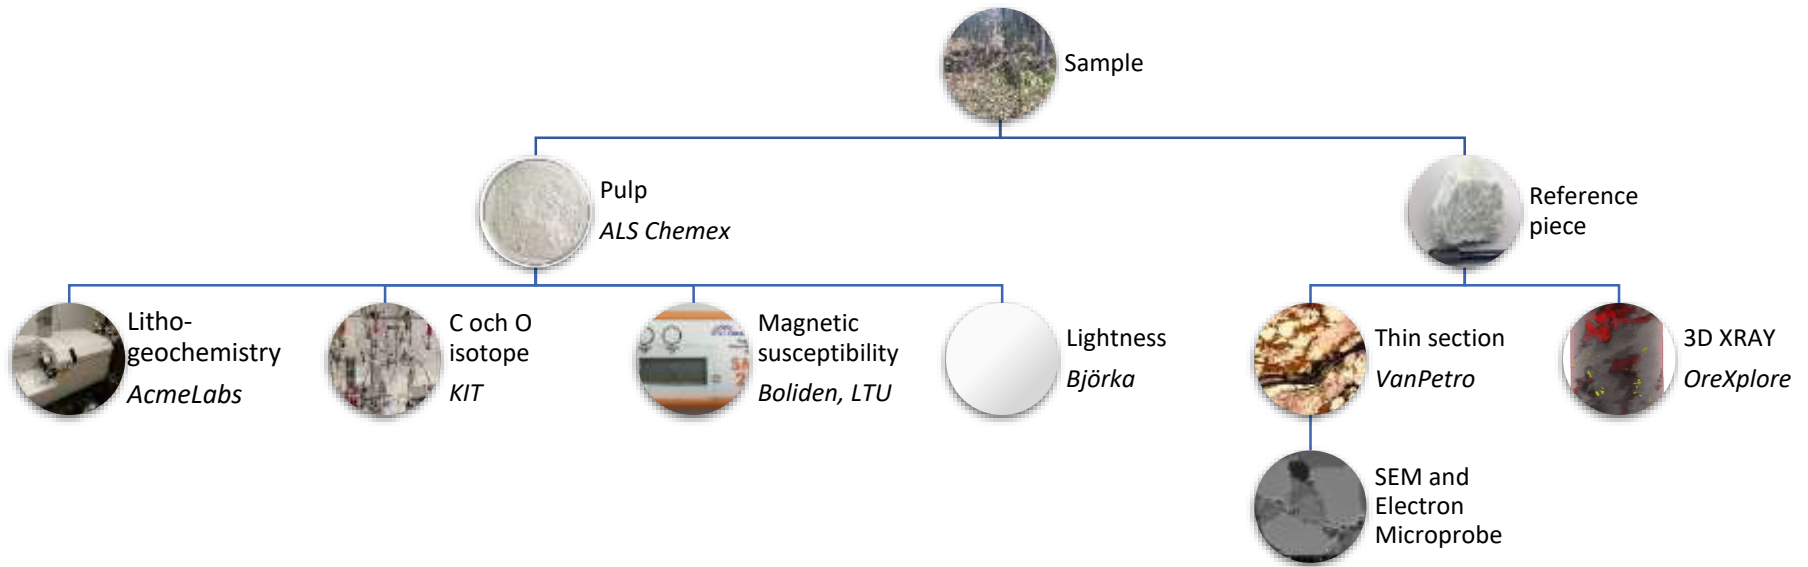 Sample
Pulp
ALS Chemex
Reference
piece
Litho-
geochemistry
AcmeLabs
C och O
isotope
KIT
Magnetic
susceptibility
Boliden, LTU
Lightness
Björka
Thin section
VanPetro
3D XRAY
OreXplore
SEM and
Electron
Microprobe